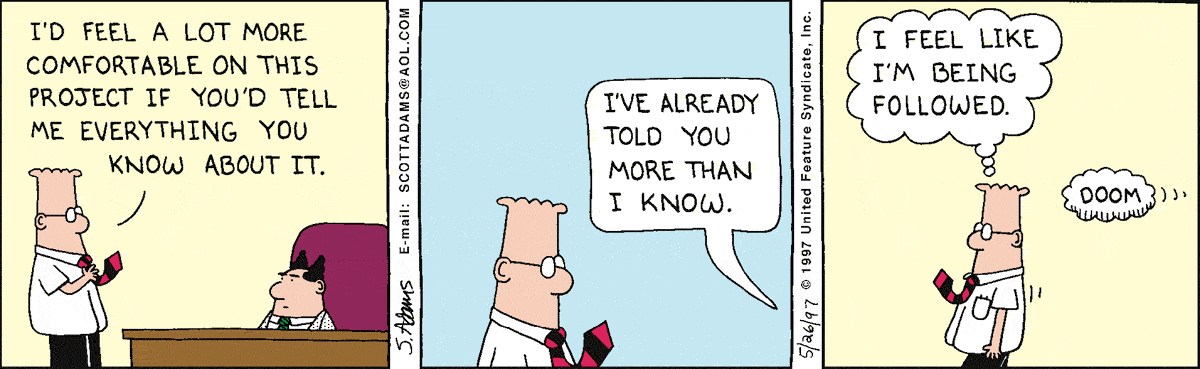 I'D FEEL A LOT MORE
COMFORTABLE ON THIS
PROJECT IF YOU'D TELL
ME EVERYTHING YOU
KNOW ABOUT IT.
S. Adams
E-mail: SCOTTADAMS@AOL.COM
I'VE ALREADY
TOLD YOU
MORE THAN
I KNOW.
5/26/97
© 1997 United Feature Syndicate, Inc.
I FEEL LIKE
I'M BEING
FOLLOWED.
DOOM